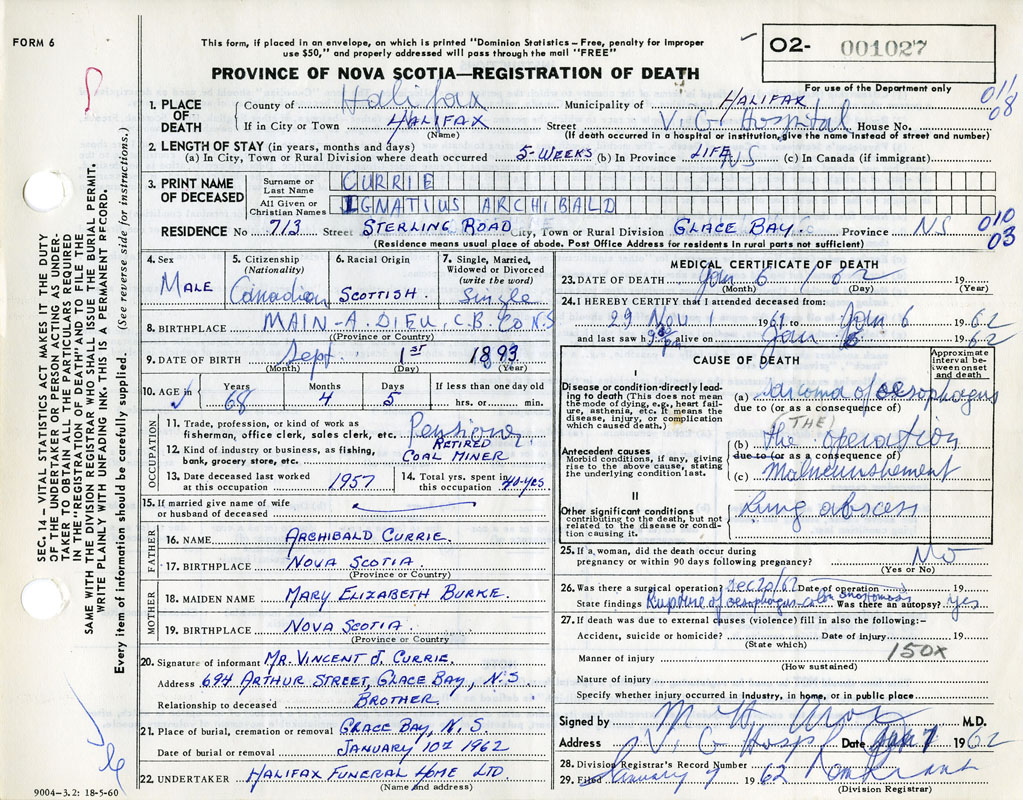 FORM 6
This form, if placed in an envelope, on which is printed "Dominion Statistics – Free, penalty for improper
use $50," and properly addressed will pass through the mail "FREE"
PROVINCE OF NOVA SCOTIA—REGISTRATION OF DEATH
02- 001027
For use of the Department only
011
08
1. PLACE OF DEATH County of Halifax Municipality of HALIFAX
If in City or Town HALIFAX Street V. G Hospital House No.
(Name) (If death occurred in a hospital or institution, give its name instead of street and number)
2. LENGTH OF STAY (in years, months and days)
(a) In City, Town or Rural Division where death occurred 5-WEEKS (b) In Province LIFE N S (c) In Canada (if immigrant)
3. PRINT NAME OF DECEASED
Surname or Last Name CURRIE
All Given or Christian Names IGNATIUS ARCHIBALD
RESIDENCE No 713 Street STERLING ROAD City, Town or Rural Division GLACE BAY. Province NS
(Residence means usual place of abode. Post Office Address for residents in rural parts not sufficient)
010
03
4. Sex MALE
5. Citizenship (Nationality) Canadian
6. Racial Origin SCOTTISH.
7. Single, Married, Widowed or Divorced (write the word) Single
8. BIRTHPLACE MAIN-A. DIEU, C.B. Co N.S
(Province or Country)
9. DATE OF BIRTH Sept. 1st 1893
(Month) (Day) (Year)
10. AGE in Years 68 Months 4 Days 5 If less than one day old
hrs. or min.
OCCUPATION
11. Trade, profession, or kind of work as
fisherman, office clerk, sales clerk, etc. Pensioner
RETIRED
12. Kind of industry or business, as fishing,
bank, grocery store, etc. COAL MINER
13. Date deceased last worked at this occupation 1957
14. Total yrs. spent in this occupation 40-yrs
15. If married give name of wife
or husband of deceased
FATHER
16. NAME ARCHIBALD CURRIE.
17. BIRTHPLACE NOVA SCOTIA.
(Province or Country)
MOTHER
18. MAIDEN NAME MARY ELIZABETH BURKE.
19. BIRTHPLACE NOVA SCOTIA.
(Province or Country)
20. Signature of informant MR. VINCENT J. CURRIE.
Address 694 ARTHUR STREET, GLACE BAY, N.S
Relationship to deceased BROTHER.
21. Place of burial, cremation or removal GLACE BAY, N. S.
Date of burial or removal JANUARY 10th 1962
22. UNDERTAKER HALIFAX FUNERAL HOME LTD.
(Name and address)
MEDICAL CERTIFICATE OF DEATH
23. DATE OF DEATH Jan 6 / 62 19
(Month) (Day) (Year)
24. I HEREBY CERTIFY that I attended deceased from:
29 Nov 1961 to Jan 6 1962
and last saw h alive on Jan 6 1962
CAUSE OF DEATH
Approximate interval between onset and death
I
Disease or condition directly leading to death (This does not mean the mode of dying, e.g., heart failure, asthenia, etc. It means the disease, injury, or complication which caused death.)
(a) sarcoma of oesophagus
due to (or as a consequence of)
THE
Antecedent causes
Morbid conditions, if any, giving rise to the above cause, stating the underlying condition last.
(b) the operation
due to (or as a consequence of)
(c) Malnourishement
II
Other significant conditions
contributing to the death, but not related to the disease or condition causing it.
Lung abscess
25. If a woman, did the death occur during
pregnancy or within 90 days following pregnancy? No
(Yes or No)
26. Was there a surgical operation? Dec 20/62 Date of operation 19
State findings Rupture of oesophagus Was there an autopsy? yes
27. If death was due to external causes (violence) fill in also the following:-
Accident, suicide or homicide? Date of injury 19
(State which)
150X
Manner of injury
(How sustained)
Nature of injury
Specify whether injury occurred in industry, in home, or in public place
Signed by M.D.
Address V. G Hosp Date Jan 7 1962
28. Division Registrar's Record Number
29. Filed January 7 1962
(Division Registrar)
SEC. 14 – VITAL STATISTICS ACT MAKES IT THE DUTY
OF THE UNDERTAKER OR PERSON ACTING AS UNDERTAKER TO OBTAIN ALL THE PARTICULARS REQUIRED
IN THE "REGISTRATION OF DEATH" AND TO FILE THE
SAME WITH THE DIVISION REGISTRAR WHO SHALL ISSUE THE BURIAL PERMIT.
WRITE PLAINLY WITH UNFADING INK. THIS IS A PERMANENT RECORD.
Every item of information should be carefully supplied. (See reverse side for instructions.)
9004–3.2: 18-5-60